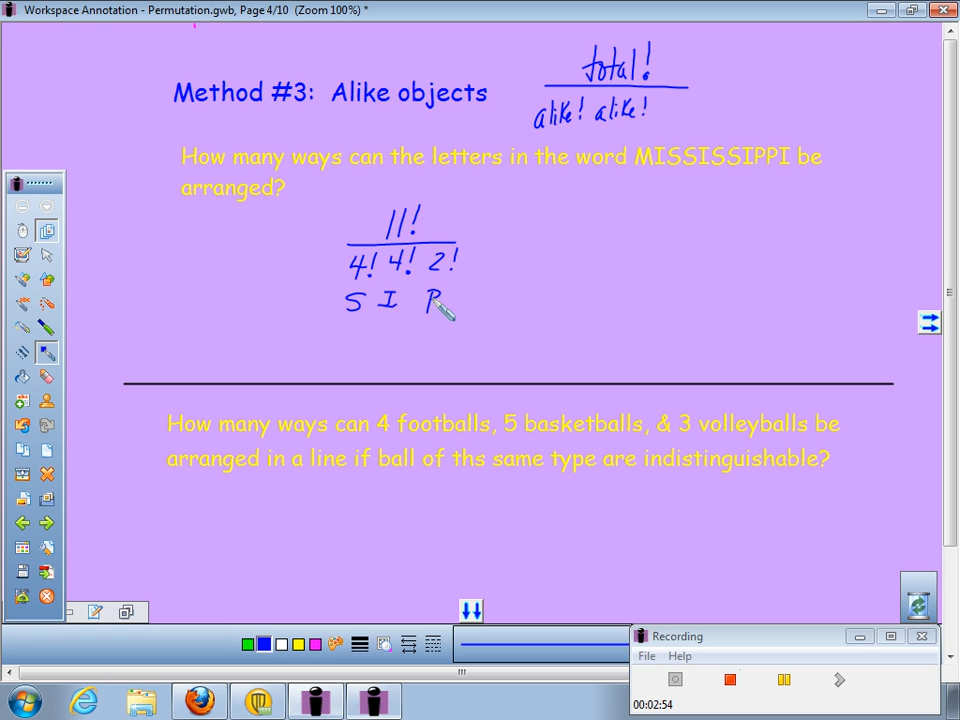 Workspace Annotation - Permutation.gwb, Page 4/10 (Zoom 100%) *
Method #3: Alike objects
total!
alike! alike!
How many ways can the letters in the word MISSISSIPPI be
arranged?
11!
4! 4! 2!
S I P
How many ways can 4 footballs, 5 basketballs, & 3 volleyballs be
arranged in a line if ball of ths same type are indistinguishable?
Recording
File Help
00:02:54